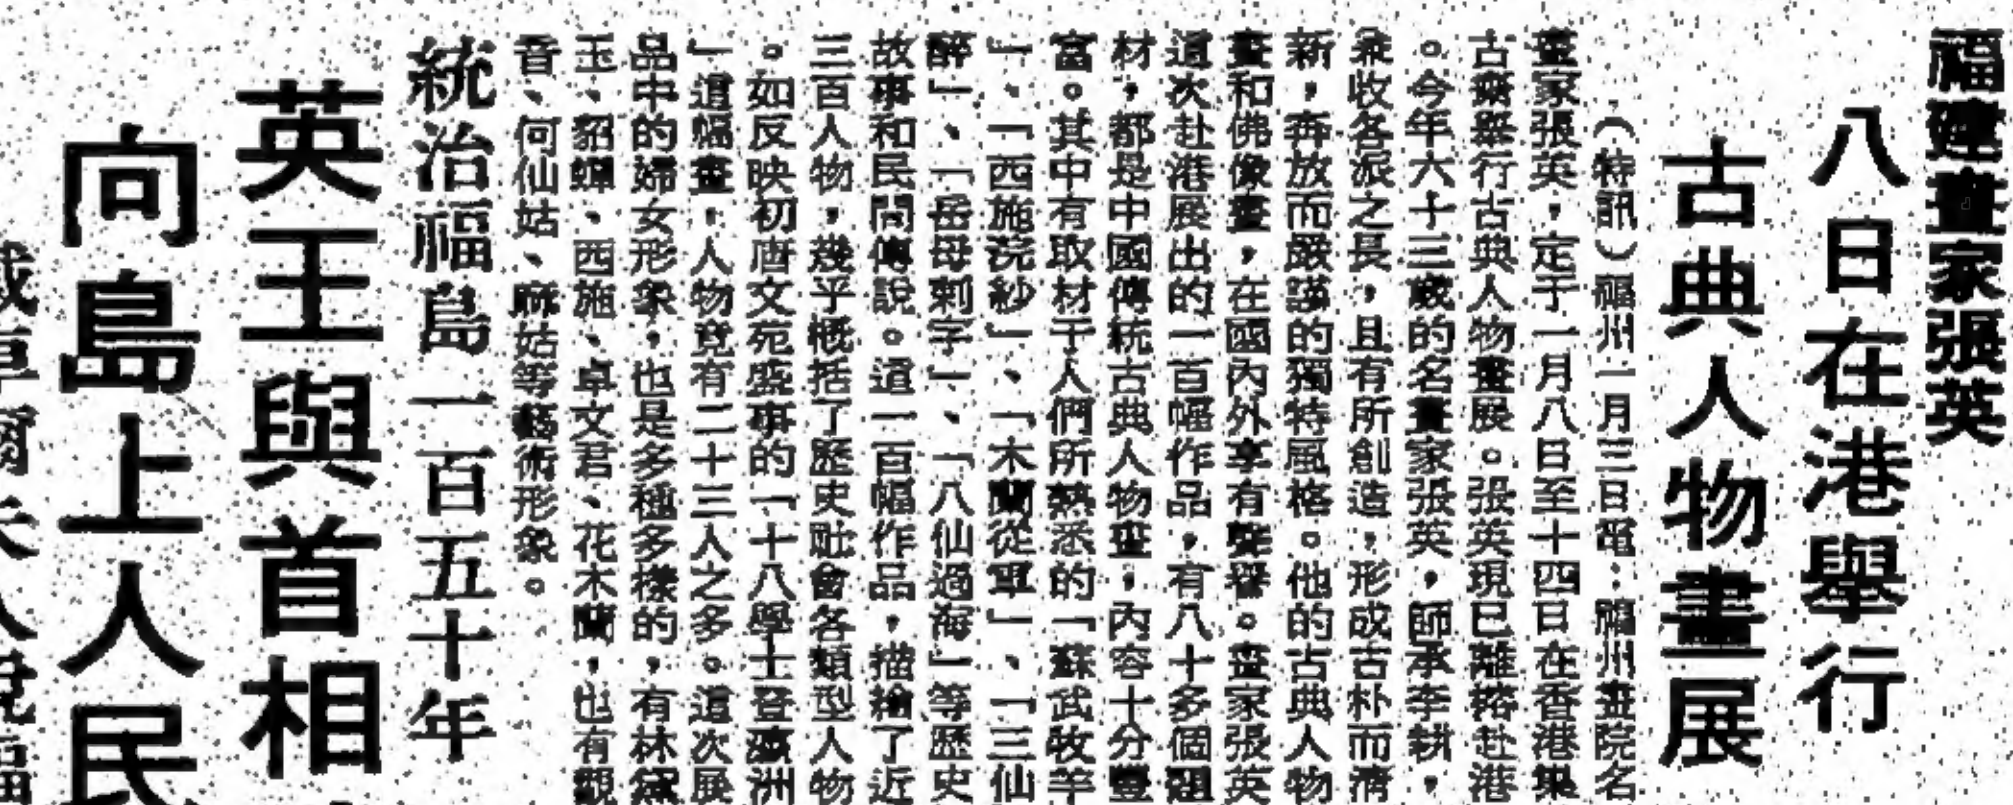 福建畫家張英
八日在港舉行
古典人物畫展
（特訊）福州一月三日電：福州畫院名
畫家張英，定于一月八日至十四日在香港集
古齋舉行古典人物畫展。張英現已離榕赴港
。今年六十三歲的名畫家張英，師承李耕，
兼收各派之長，且有所創造，形成古朴而清
新，奔放而嚴謹的獨特風格。他的古典人物
畫和佛像畫，在國內外享有聲譽。畫家張英
這次赴港展出的一百幅作品，有八十多個題
材，都是中國傳統古典人物畫，內容十分豐
富。其中有取材于人們所熟悉的「蘇武牧羊
」、「西施浣紗」、「木蘭從軍」、「三仙
醉」、「岳母刺字」、「八仙過海」等歷史
故事和民間傳說。這一百幅作品，描繪了近
三百人物，幾乎概括了歷史社會各類型人物
。如反映初唐文苑盛事的「十八學士登瀛洲
」這幅畫，人物竟有二十三人之多。這次展
品中的婦女形象，也是多種多樣的，有林黛
玉、貂蟬、西施、卓文君、花木蘭，也有觀
音、何仙姑、麻姑等藝術形象。
統治福島一百五十年
英王與首相
向島上人民